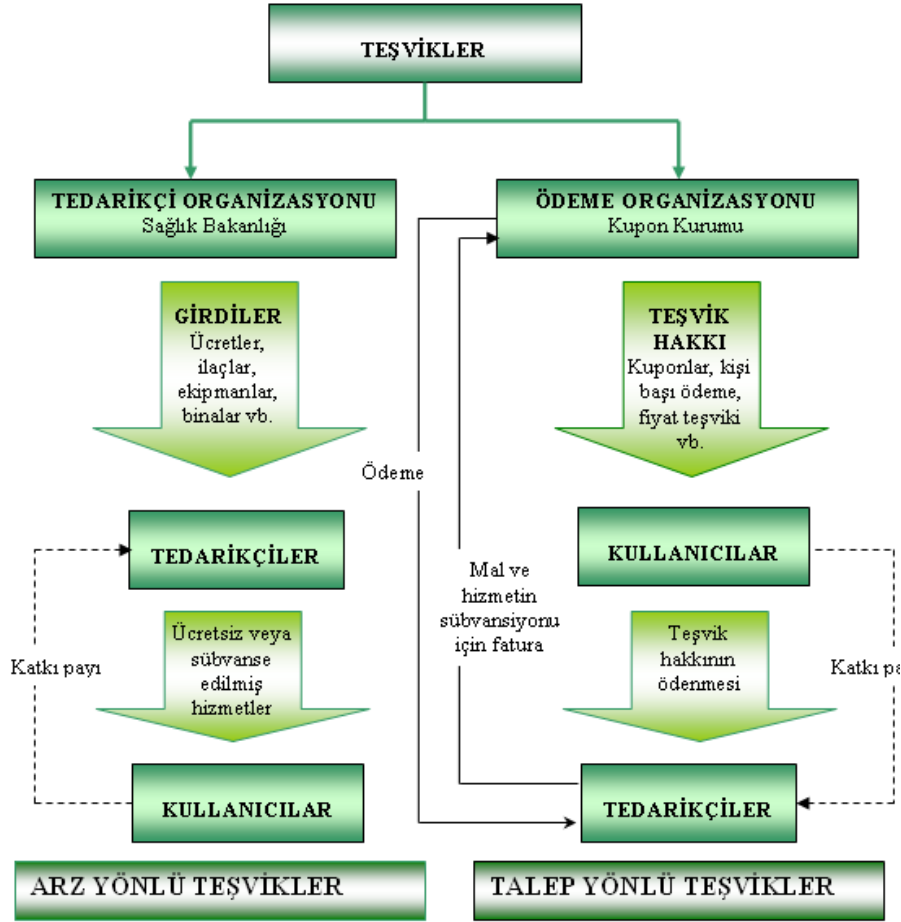 TEŞVİKLER
TEDARİKÇİ ORGANİZASYONU
Sağlık Bakanlığı
ÖDEME ORGANİZASYONU
Kupon Kurumu
GİRDİLER
Ücretler,
ilaçlar,
ekipmanlar,
binalar vb.
TEŞVİK
HAKKI
Kuponlar, kişi
başı ödeme,
fiyat teşviki
vb.
Ödeme
TEDARİKÇİLER
KULLANICILAR
Mal ve
hizmetin
sübvansiyonu
için fatura
Ücretsiz veya
sübvanse
edilmiş
hizmetler
Teşvik
hakkının
ödenmesi
Katkı payı
Katkı pa
KULLANICILAR
TEDARİKÇİLER
ARZ YÖNLÜ TEŞVİKLER
TALEP YÖNLÜ TEŞVİKLER